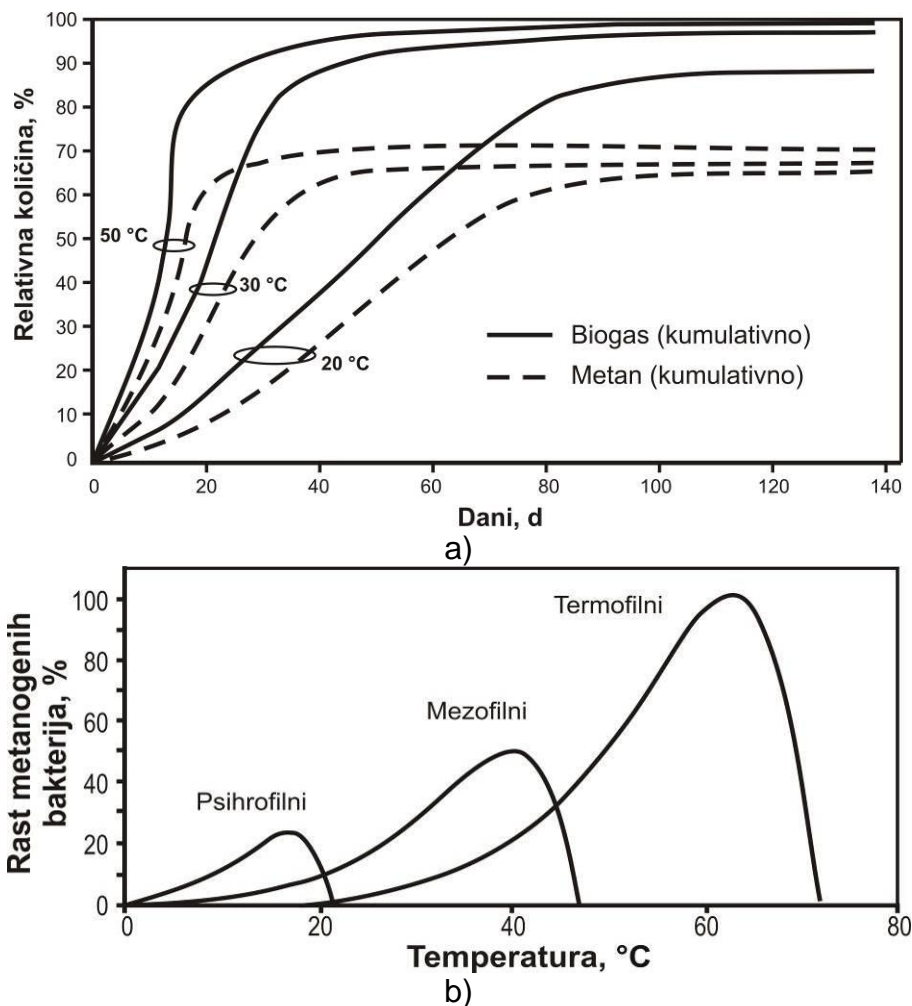 100
90
80
70
60
50
40
30
20
10
0
Relativna količina, %
50 °C
30 °C
20 °C
Biogas (kumulativno)
Metan (kumulativno)
0 20 40 60 80 100 120 140
Dani, d
a)
100
80
60
40
20
0
Rast metanogenih
bakterija, %
Termofilni
Mezofilni
Psihrofilni
0 20 40 60 80
Temperatura, °C
b)